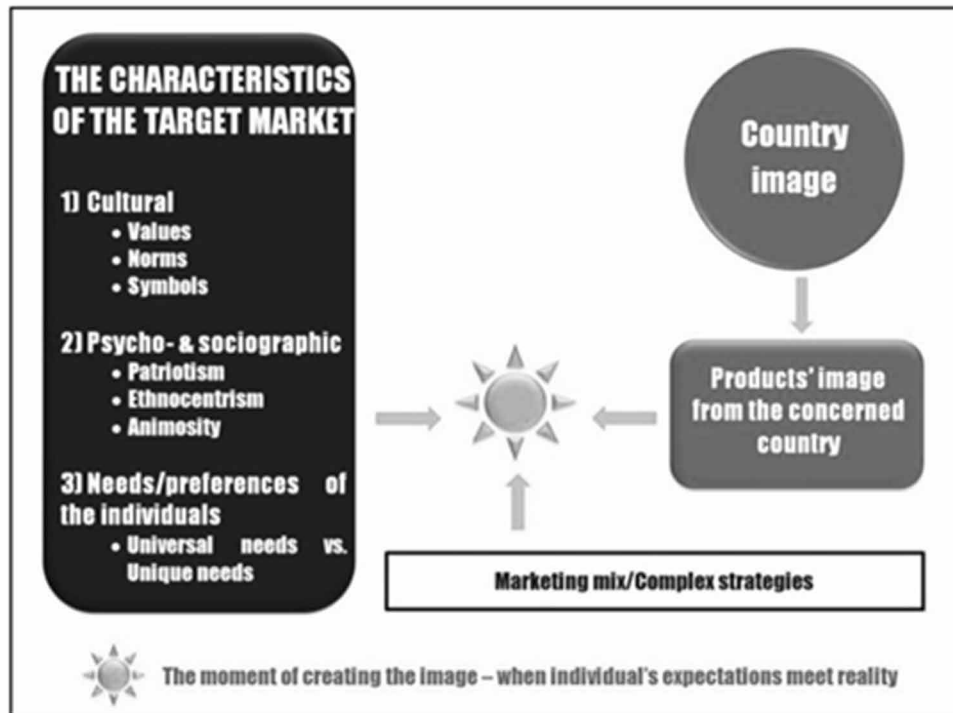 THE CHARACTERISTICS
OF THE TARGET MARKET
1) Cultural
• Values
• Norms
• Symbols
2) Psycho- & sociographic
• Patriotism
• Ethnocentrism
• Animosity
3) Needs/preferences of
the individuals
• Universal needs vs.
Unique needs
Country
image
Products' image
from the concerned
country
Marketing mix/Complex strategies
The moment of creating the image – when individual's expectations meet reality